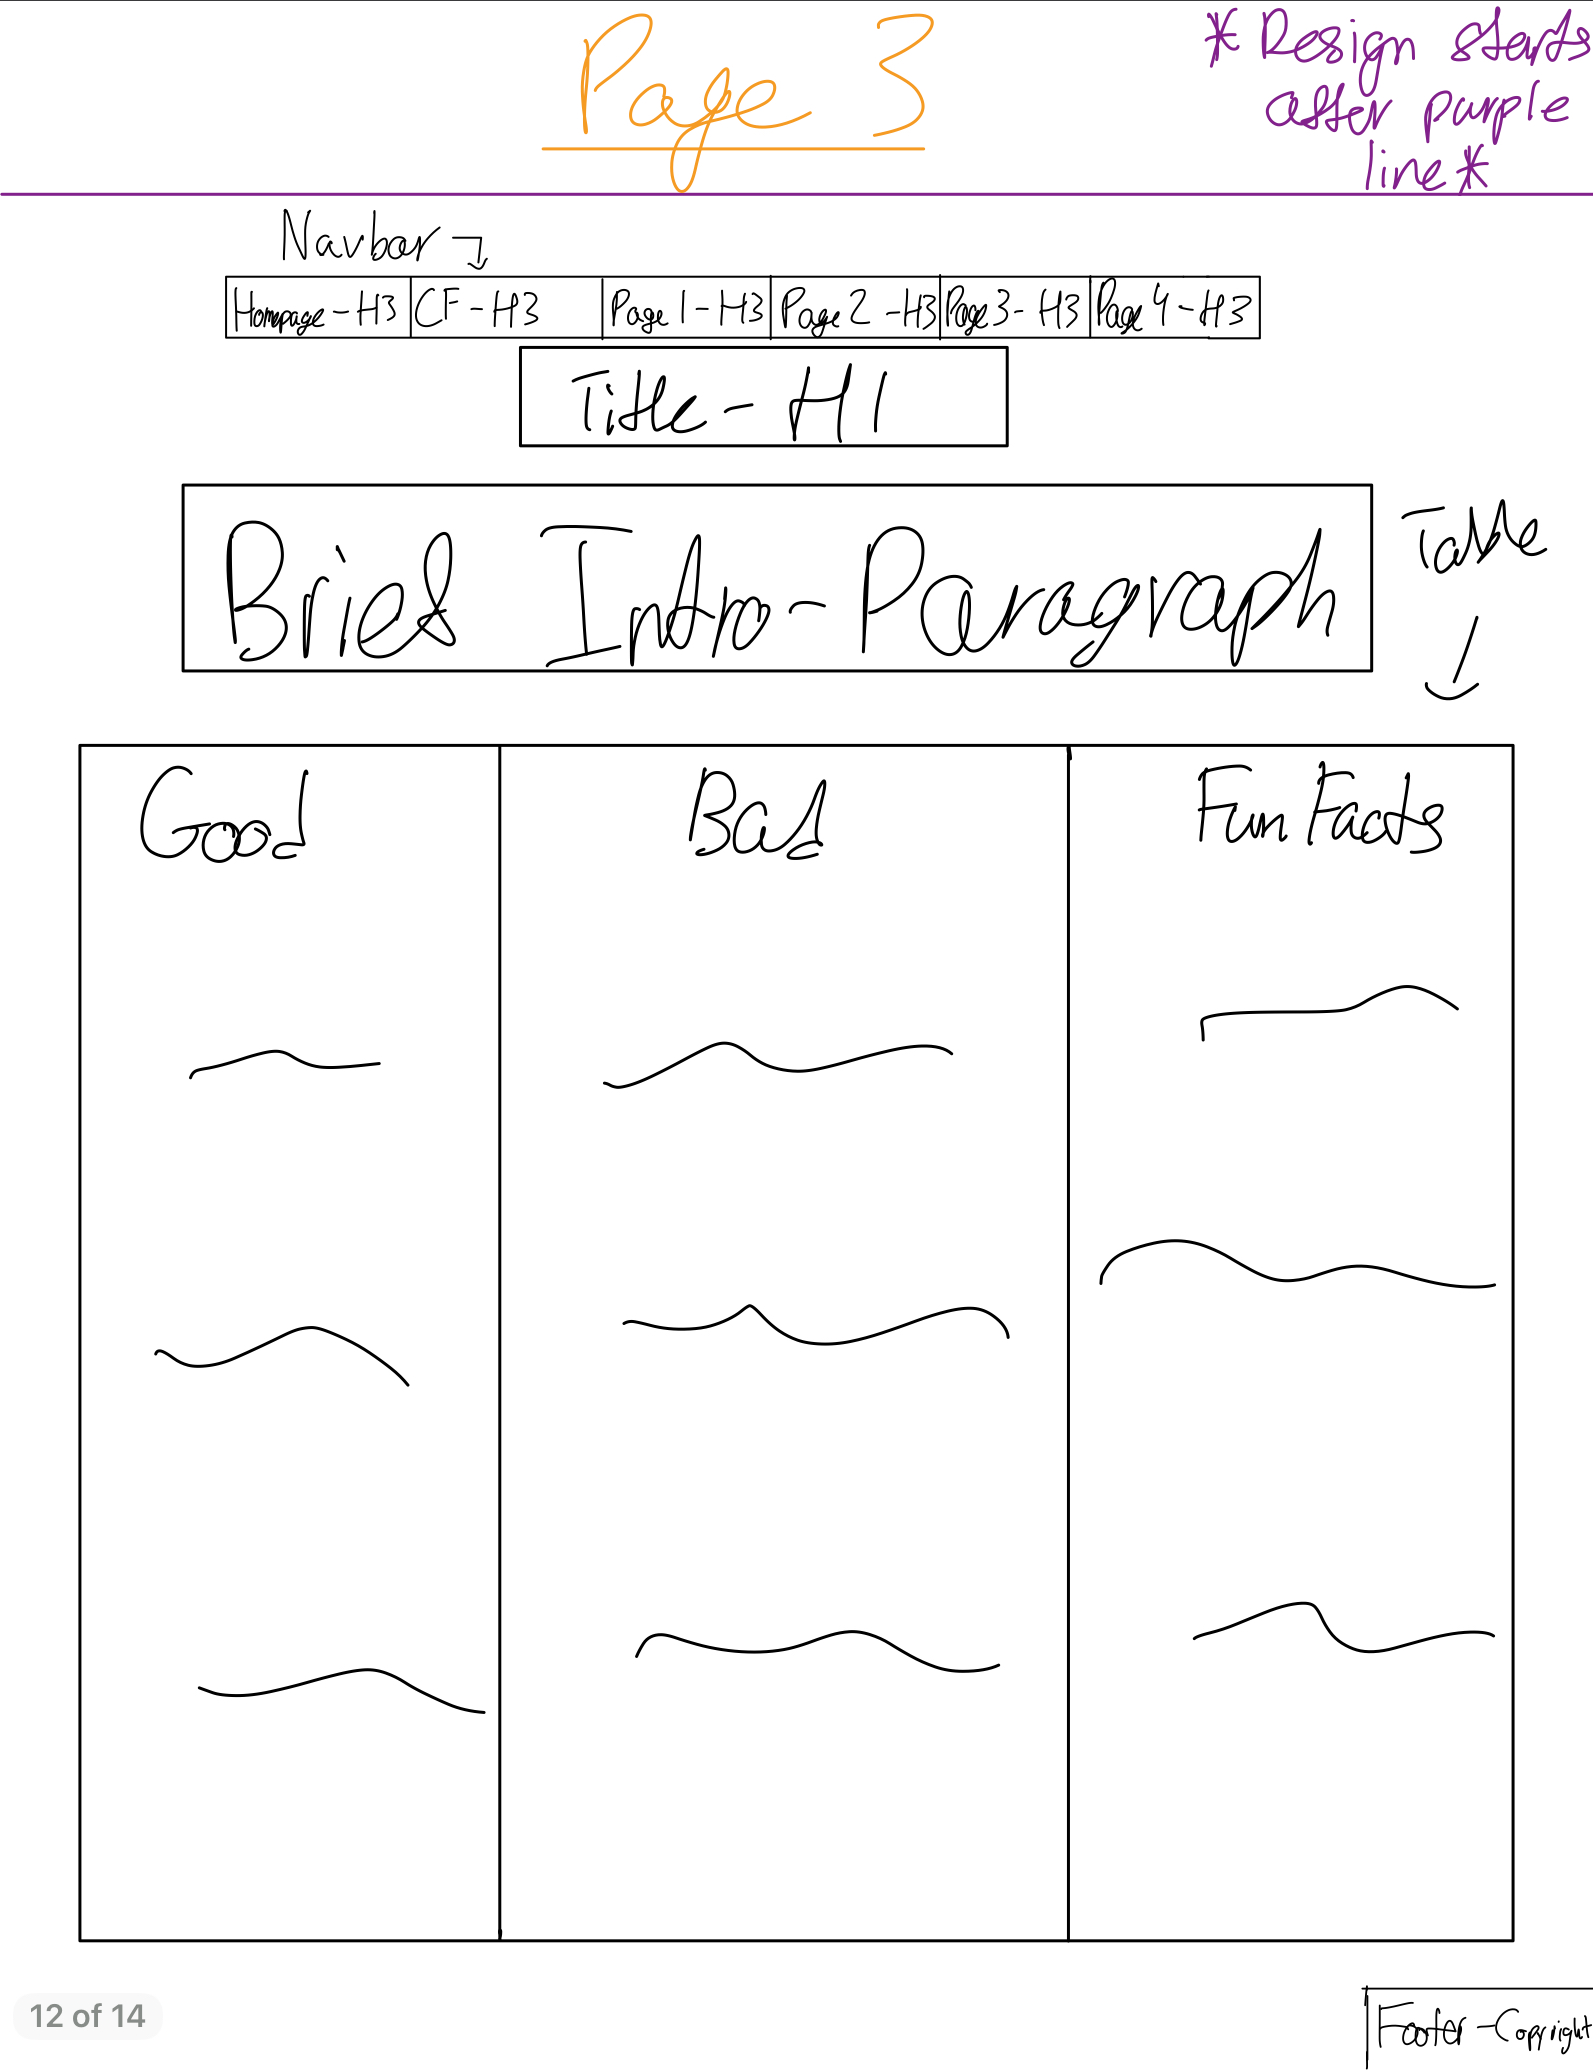 Page 3
*Design starts
after purple
line*
Navbar
Homepage-H3 CF-H3 Page 1-H3 Page 2-H3 Page 3-H3 Page 4-H3
Title-H1
Brief Intro-Paragraph
Table
Good Bad Fun Facts
12 of 14
Footer-Copyright